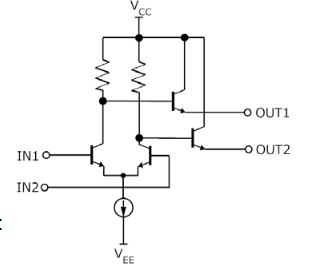 VCC
OUT1
OUT2
IN1
IN2
:
VEE